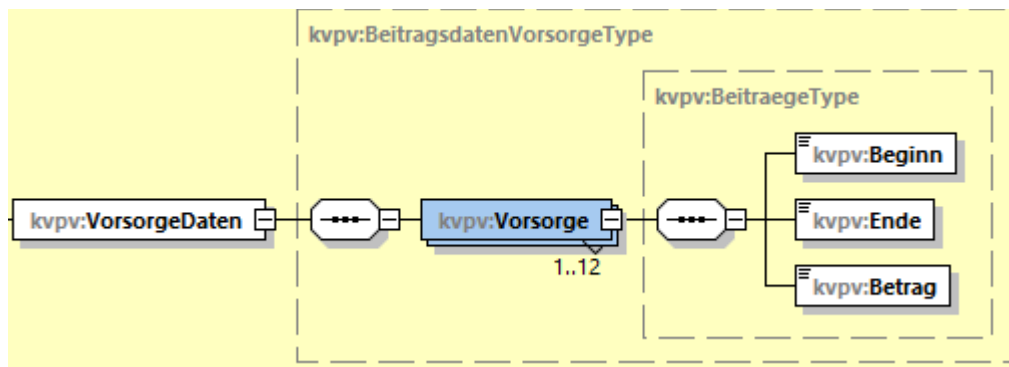 kvpv:BeitragsdatenVorsorgeType
kvpv:BeitraegeType
kvpv:Beginn
kvpv:VorsorgeDaten
kvpv:Vorsorge
kvpv:Ende
1..12
kvpv:Betrag